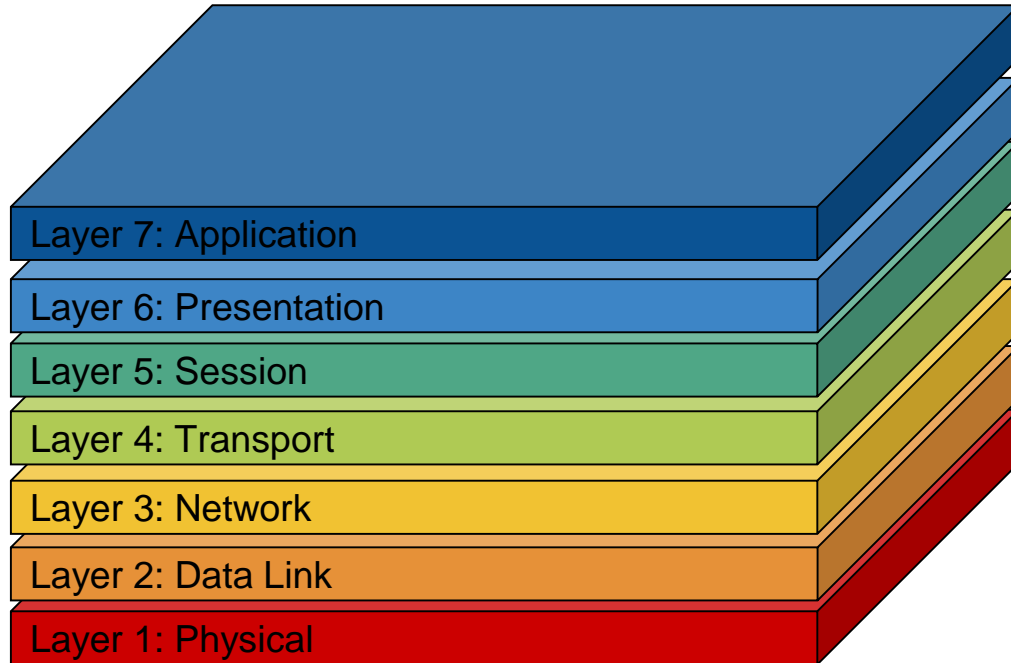 Layer 7: Application
Layer 6: Presentation
Layer 5: Session
Layer 4: Transport
Layer 3: Network
Layer 2: Data Link
Layer 1: Physical